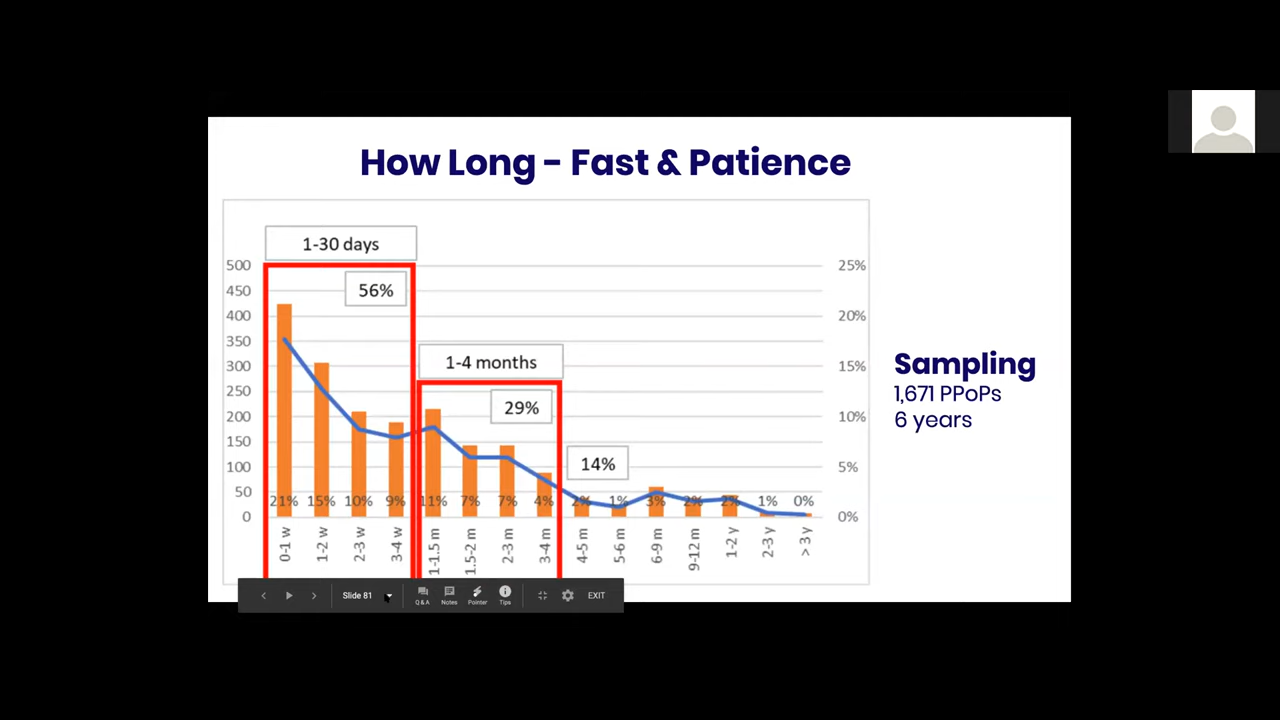 How Long - Fast & Patience
1-30 days
56%
1-4 months
29%
14%
500
450
400
350
300
250
200
150
100
50
0
25%
20%
15%
10%
5%
0%
21% 15% 10% 9% 11% 7% 7% 4% 2% 1% 3% 2% 2% 1% 0%
0-1 w
1-2 w
2-3 w
3-4 w
1-1.5 m
1.5-2 m
2-3 m
3-4 m
4-5 m
5-6 m
6-9 m
9-12 m
1-2 y
2-3 y
> 3 y
Sampling
1,671 PPoPs
6 years
Slide 81
Q&A Notes Pointer Tips EXIT